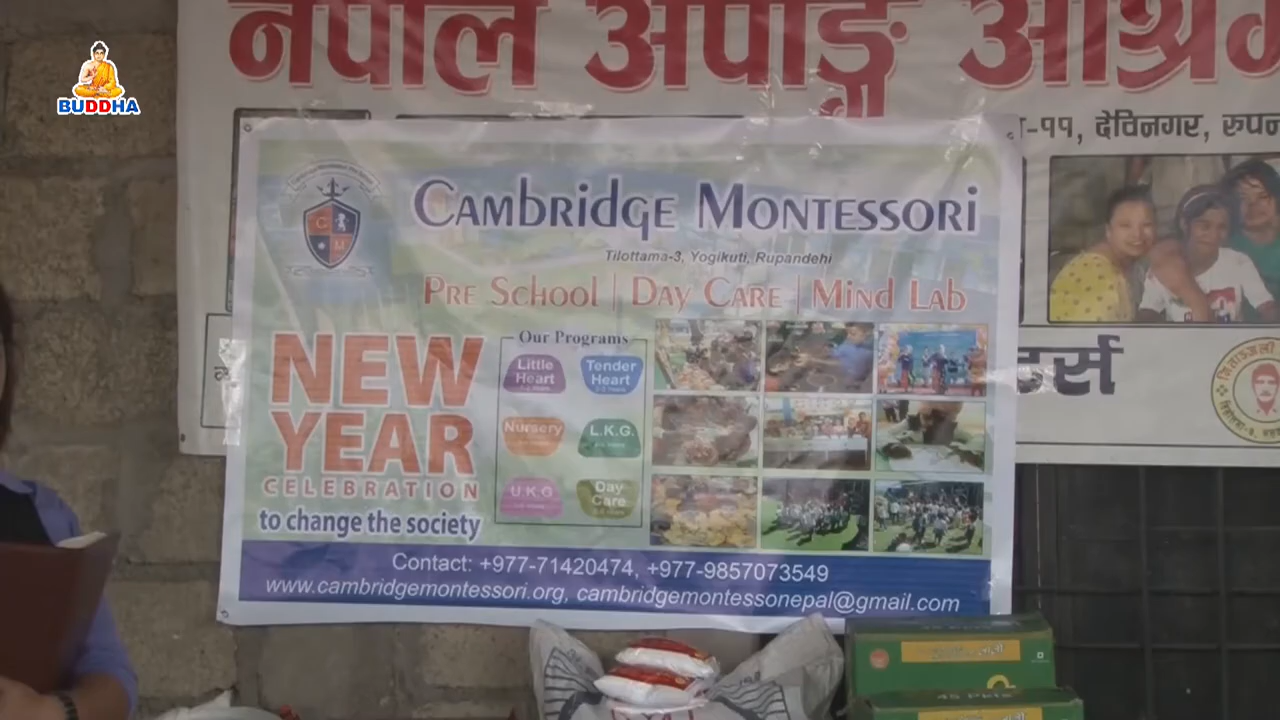 BUDDHA
नेपाल अपाङ्ग आश्रम
-११, देविनगर, रुपन
CAMBRIDGE MONTESSORI
Tilottama-3, Yogikuti, Rupandehi
PRE SCHOOL | DAY CARE | MIND LAB
NEW
YEAR
CELEBRATION
to change the society
Our Programs
Little Heart
Tender Heart
Nursery
L.K.G.
U.K.G
Day Care
Contact: +977-71420474, +977-9857073549
www.cambridgemontessori.org, cambridgemontessonepal@gmail.com
C
M